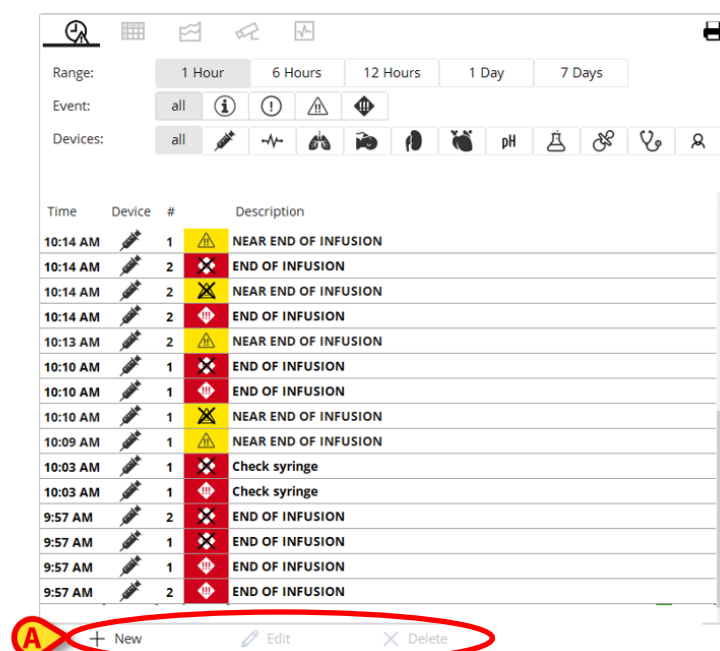 Range: 1 Hour 6 Hours 12 Hours 1 Day 7 Days
Event: all
Devices: all pH
Time Device # Description
10:14 AM 1 NEAR END OF INFUSION
10:14 AM 2 END OF INFUSION
10:14 AM 2 NEAR END OF INFUSION
10:14 AM 2 END OF INFUSION
10:13 AM 2 NEAR END OF INFUSION
10:10 AM 1 END OF INFUSION
10:10 AM 1 END OF INFUSION
10:10 AM 1 NEAR END OF INFUSION
10:09 AM 1 NEAR END OF INFUSION
10:03 AM 1 Check syringe
10:03 AM 1 Check syringe
9:57 AM 2 END OF INFUSION
9:57 AM 1 END OF INFUSION
9:57 AM 1 END OF INFUSION
9:57 AM 2 END OF INFUSION
A New Edit Delete